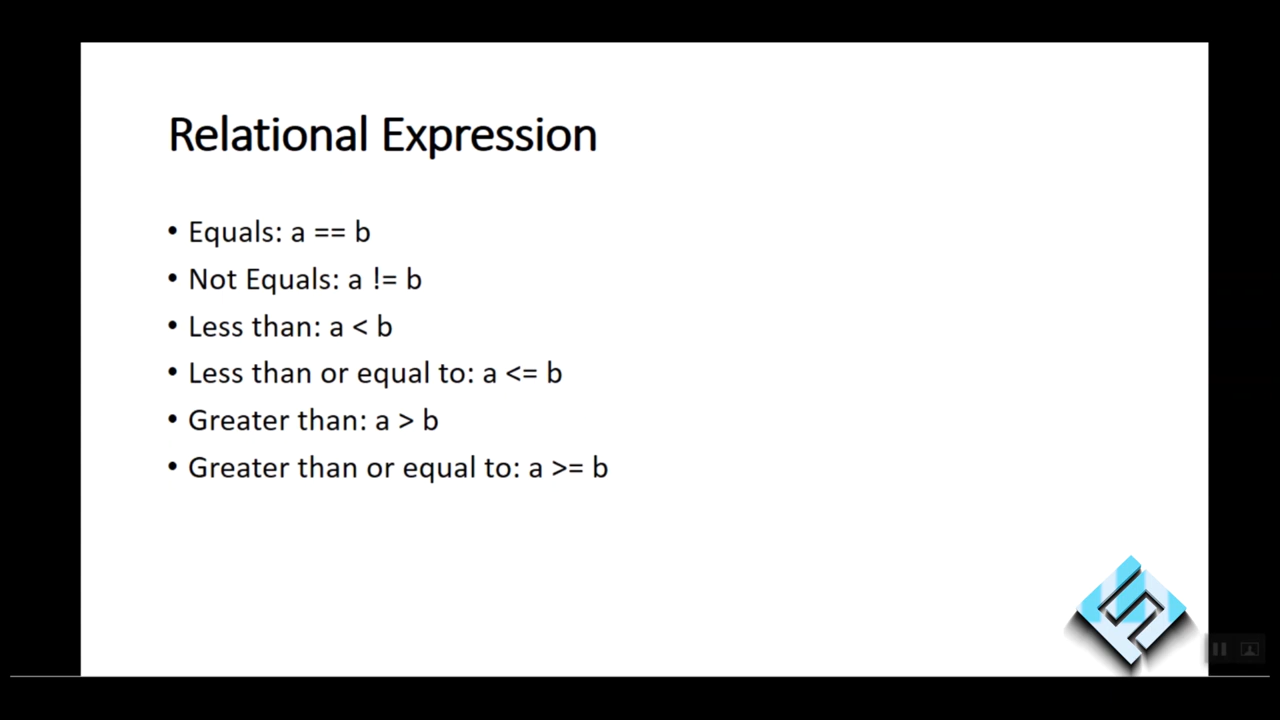 Relational Expression
• Equals: a == b
• Not Equals: a != b
• Less than: a < b
• Less than or equal to: a <= b
• Greater than: a > b
• Greater than or equal to: a >= b